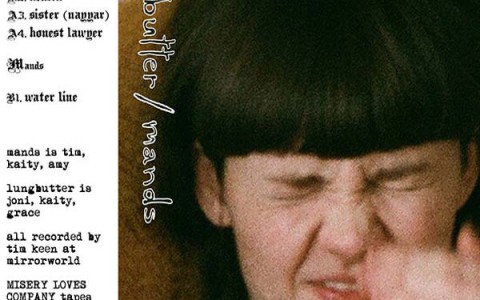 A3. sister (nayyar)
A4. honest lawyer
Mands
B1. water line
mands is tim,
kaity, amy
lungbutter is
joni, kaity,
grace
all recorded by
tim keen at
mirrorworld
MISERY LOVES
COMPANY tapes
butter / mands